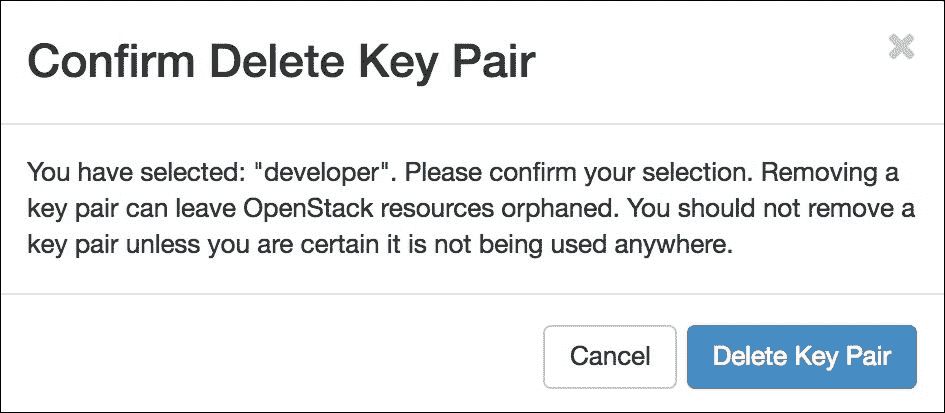 Confirm Delete Key Pair
You have selected: "developer". Please confirm your selection. Removing a
key pair can leave OpenStack resources orphaned. You should not remove a
key pair unless you are certain it is not being used anywhere.
Cancel
Delete Key Pair